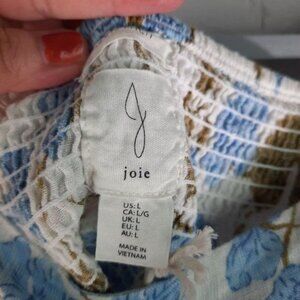 joie
US: L
CA: L/G
UK: L
EU: L
AU: L
MADE IN
VIETNAM